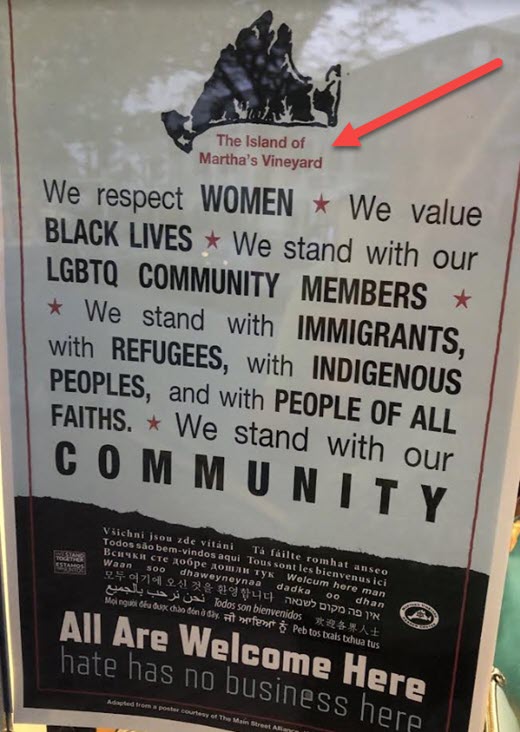 The Island of
Martha's Vineyard
We respect WOMEN ★ We value
BLACK LIVES ★ We stand with our
LGBTQ COMMUNITY MEMBERS ★
★ We stand with IMMIGRANTS,
with REFUGEES, with INDIGENOUS
PEOPLES, and with PEOPLE OF ALL
FAITHS. ★ We stand with our
COMMUNITY
Všichni jsou zde vítáni Tá fáilte romhat anseo
Todos são bem-vindos aqui Tous sont les bienvenus ici
Всички сте добре дошли тук Welcum here man
Waan soo dhaweyneynaa dadka oo dhan
모두 여기에 오신 것을 환영합니다 אין פה מקום לשנאה
نحن نرحب بالجميع Todos son bienvenidos 欢迎各界人士
Mọi người đều được chào đón ở đây. ਜੀ ਆਇਆਂ ਨੂੰ Peb tos txais txhua tus
All Are Welcome Here
hate has no business here
Adapted from a poster courtesy of The Main Street Alliance